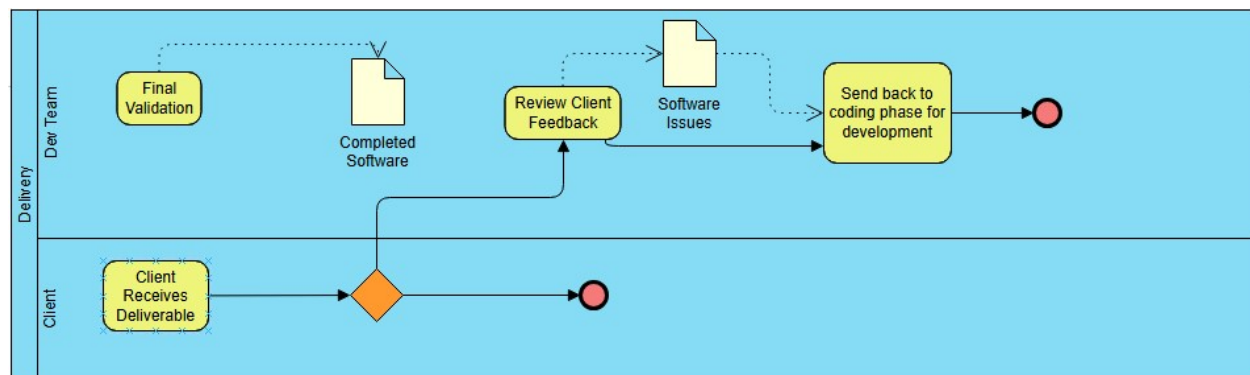 Delivery
Dev Team
Final
Validation
Completed
Software
Review Client
Feedback
Software
Issues
Send back to
coding phase for
development
Client
Client
Receives
Deliverable